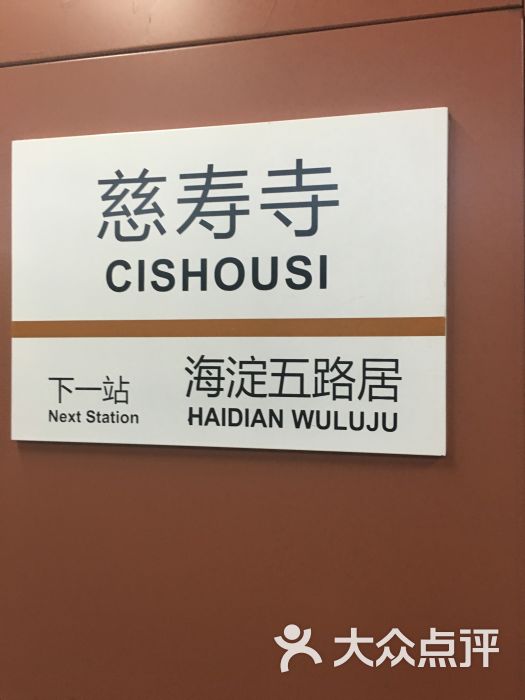 慈寿寺
CISHOUSI
下一站
Next Station
海淀五路居
HAIDIAN WULUJU
大众点评